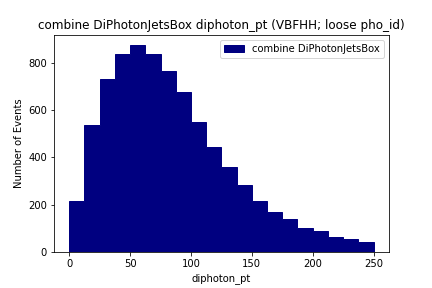 combine DiPhotonJetsBox diphoton_pt (VBFHH; loose pho_id)
combine DiPhotonJetsBox
Number of Events
800
600
400
200
0
0 50 100 150 200 250
diphoton_pt